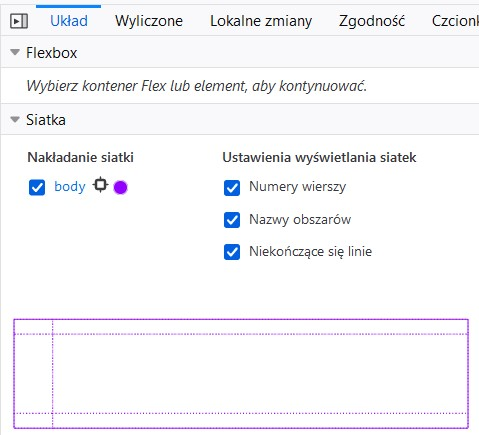 Układ Wyliczone Lokalne zmiany Zgodność Czcionk
Flexbox
Wybierz kontener Flex lub element, aby kontynuować.
Siatka
Nakładanie siatki Ustawienia wyświetlania siatek
body Numery wierszy
Nazwy obszarów
Niekończące się linie